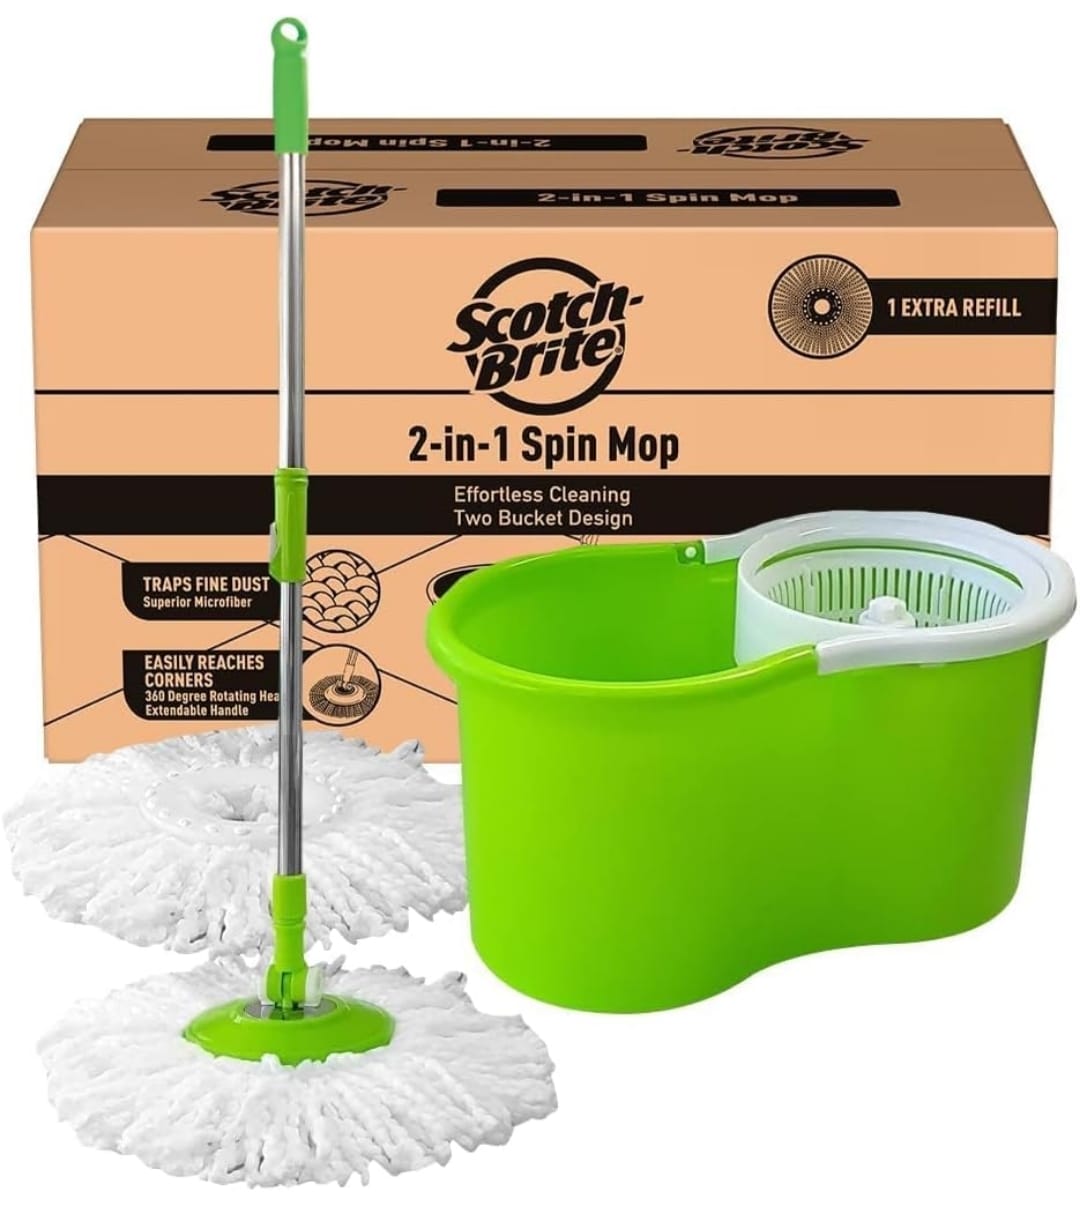 2-in-1 Spin Mop
Scotch-
Brite
Scotch-
Brite
2-in-1 Spin Mop
Scotch-
Brite
1 EXTRA REFILL
2-in-1 Spin Mop
Effortless Cleaning
Two Bucket Design
TRAPS FINE DUST
Superior Microfiber
EASILY REACHES
CORNERS
360 Degree Rotating Hea
Extendable Handle